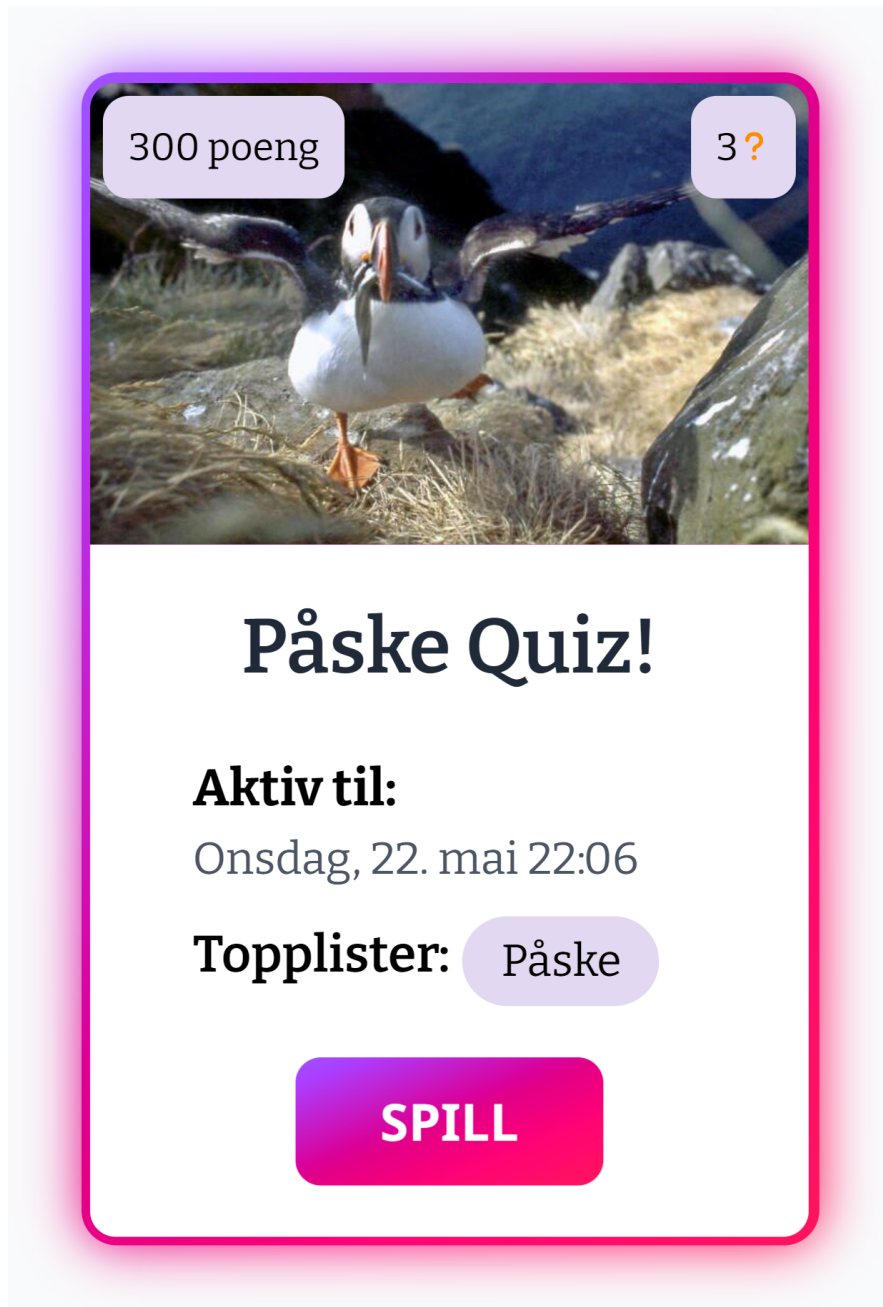 300 poeng
3?
Påske Quiz!
Aktiv til:
Onsdag, 22. mai 22:06
Topplister: Påske
SPILL